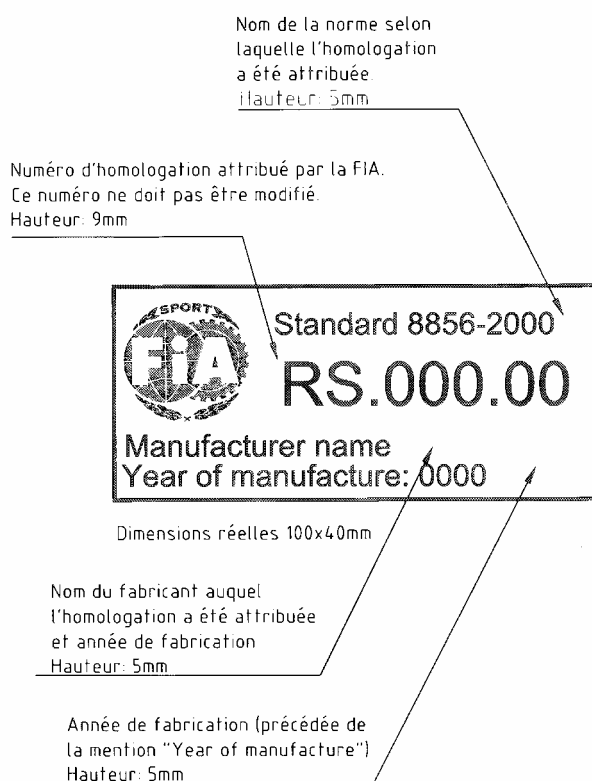 Nom de la norme selon
laquelle l'homologation
a été attribuée.
Hauteur: 5mm
Numéro d'homologation attribué par la FIA.
Ce numéro ne doit pas être modifié.
Hauteur: 9mm
SPORT
FiA
Standard 8856-2000
RS.000.00
Manufacturer name
Year of manufacture: 0000
Dimensions réelles 100x40mm
Nom du fabricant auquel
l'homologation a été attribuée
et année de fabrication
Hauteur: 5mm
Année de fabrication (précédée de
la mention "Year of manufacture")
Hauteur: 5mm